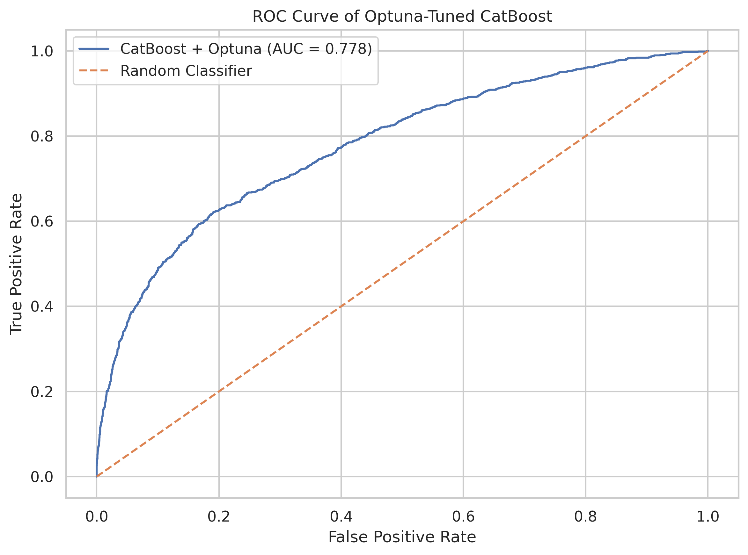 ROC Curve of Optuna-Tuned CatBoost
CatBoost + Optuna (AUC = 0.778)
Random Classifier
True Positive Rate
1.0
0.8
0.6
0.4
0.2
0.0
0.0 0.2 0.4 0.6 0.8 1.0
False Positive Rate